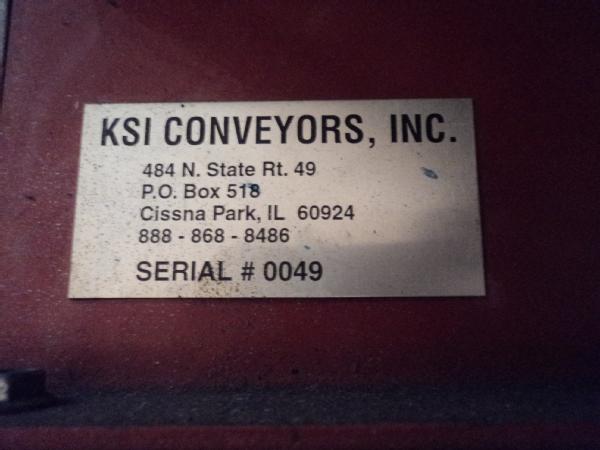 KSI CONVEYORS, INC.
484 N. State Rt. 49
P.O. Box 518
Cissna Park, IL 60924
888 - 868 - 8486
SERIAL # 0049